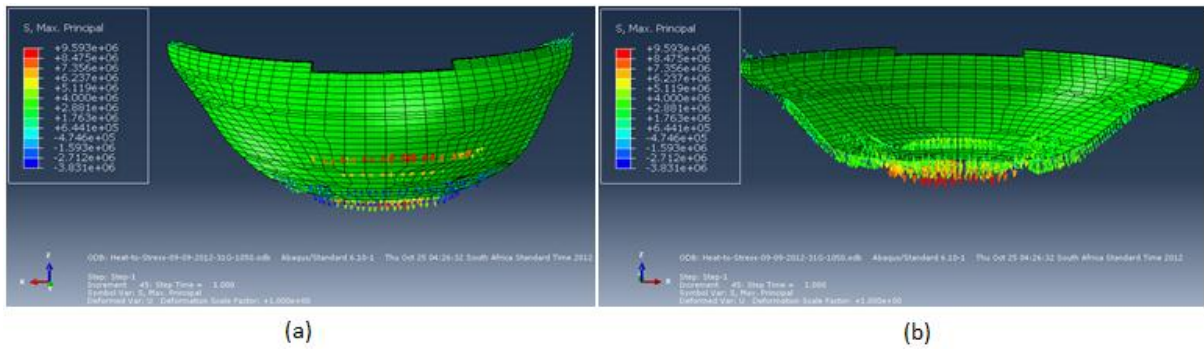 S, Max. Principal
+9.593e+06
+8.475e+06
+7.356e+06
+6.237e+06
+5.119e+06
+4.000e+06
+2.881e+06
+1.763e+06
+6.441e+05
-4.746e+05
-1.593e+06
-2.712e+06
-3.831e+06
ODB: Heat-to-Stress-09-09-2012-31G-1050.odb Abaqus/Standard 6.10-1 Thu Oct 25 04:26:32 South Africa Standard Time 2012
Step: Step-1
Increment 45: Step Time = 1.000
Symbol Var: S, Max. Principal
Deformed Var: U Deformation Scale Factor: +1.000e+00
Z
X
Y
(a)
S, Max. Principal
+9.593e+06
+8.475e+06
+7.356e+06
+6.237e+06
+5.119e+06
+4.000e+06
+2.881e+06
+1.763e+06
+6.441e+05
-4.746e+05
-1.593e+06
-2.712e+06
-3.831e+06
ODB: Heat-to-Stress-09-09-2012-31G-1050.odb Abaqus/Standard 6.10-1 Thu Oct 25 04:26:32 South Africa Standard Time 2012
Step: Step-1
Increment 45: Step Time = 1.000
Symbol Var: S, Max. Principal
Deformed Var: U Deformation Scale Factor: +1.000e+00
Z
X
(b)